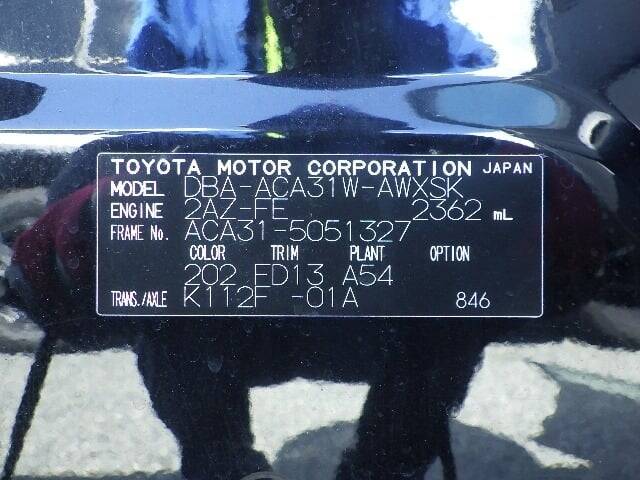 TOYOTA MOTOR CORPORATION JAPAN
MODEL DBA-ACA31W-AWXSK
ENGINE 2AZ-FE 2362 mL
FRAME No. ACA31-5051327
COLOR TRIM PLANT OPTION
202 FD13 A54
TRANS./AXLE K112F -01A 846